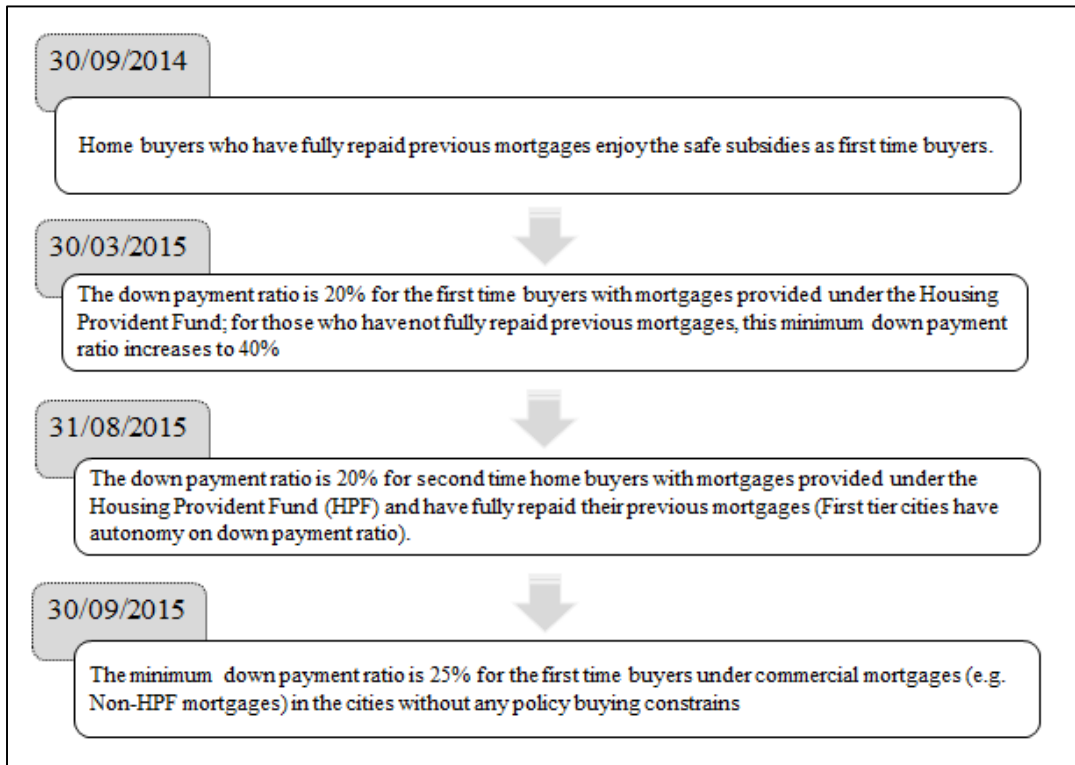 30/09/2014
Home buyers who have fully repaid previous mortgages enjoy the safe subsidies as first time buyers.
30/03/2015
The down payment ratio is 20% for the first time buyers with mortgages provided under the Housing
Provident Fund; for those who have not fully repaid previous mortgages, this minimum down payment
ratio increases to 40%
31/08/2015
The down payment ratio is 20% for second time home buyers with mortgages provided under the
Housing Provident Fund (HPF) and have fully repaid their previous mortgages (First tier cities have
autonomy on down payment ratio).
30/09/2015
The minimum down payment ratio is 25% for the first time buyers under commercial mortgages (e.g.
Non-HPF mortgages) in the cities without any policy buying constrains